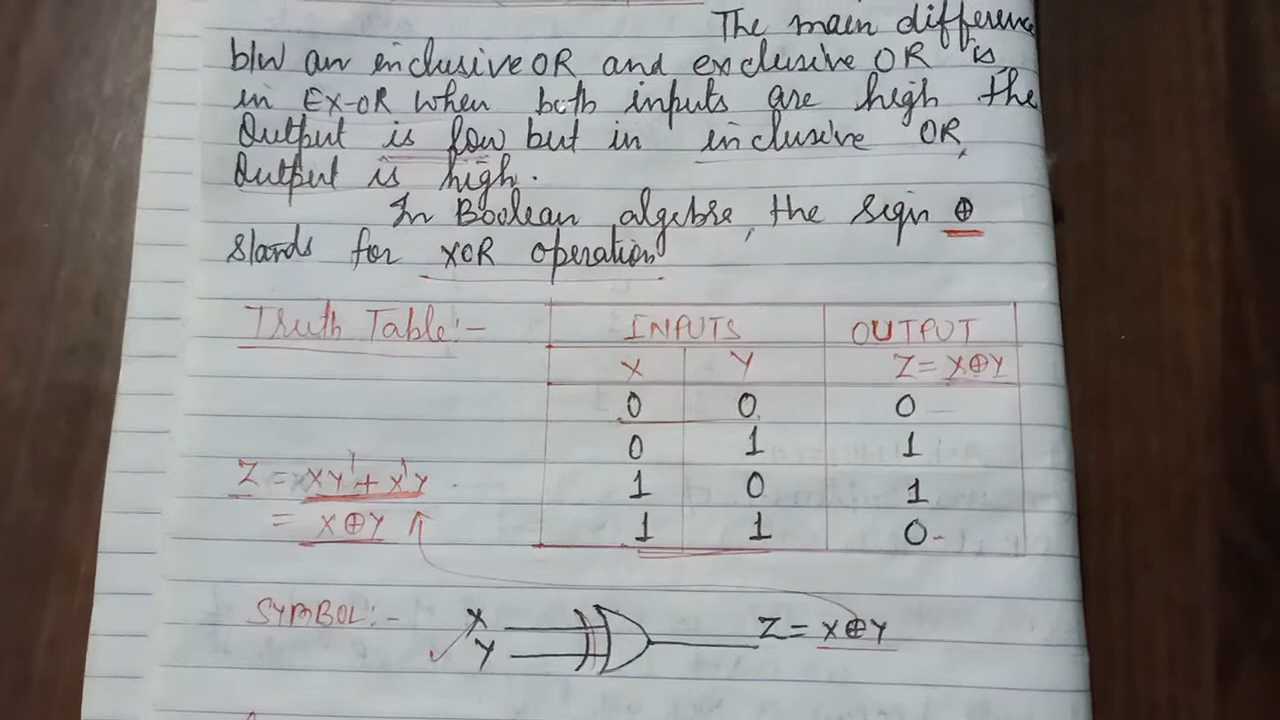 The main difference
b/w an inclusive OR and exclusive OR is
in EX-OR when both inputs are high the
Output is low but in inclusive OR,
Output is high.
In Boolean algebra, the sign ⊕
stands for XOR operation
Truth Table:-
INPUTS OUTPUT
X Y Z = X⊕Y
0 0 0
0 1 1
1 0 1
1 1 0
Z = XY' + X'Y
= X⊕Y
SYMBOL:-
X
Y
Z = X⊕Y